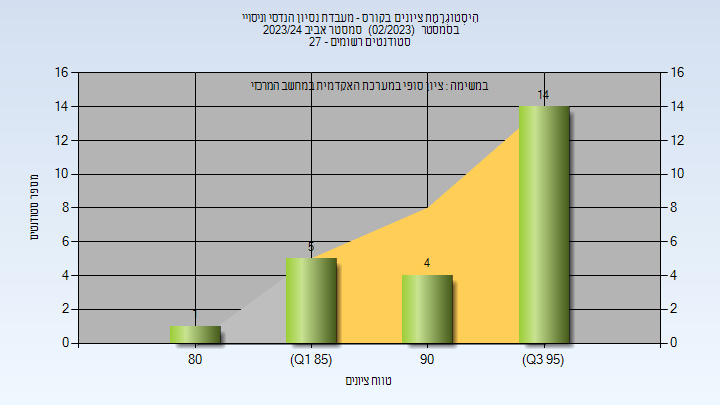 היסטוגרמת ציונים בקורס - מעבדת נסיון הנדסי וניסויי
בסמסטר (02/2023) סמסטר אביב 2023/24
סטודנטים רשומים - 27
במשימה : ציון סופי במערכת האקדמית במחשב המרכזי
16 16
14 14 14
12 12
10 10
8 8
6 6
5
4 4 4
2 2
1
0 0
80 (Q1 85) 90 (Q3 95)
מספר סטודנטים
טווח ציונים